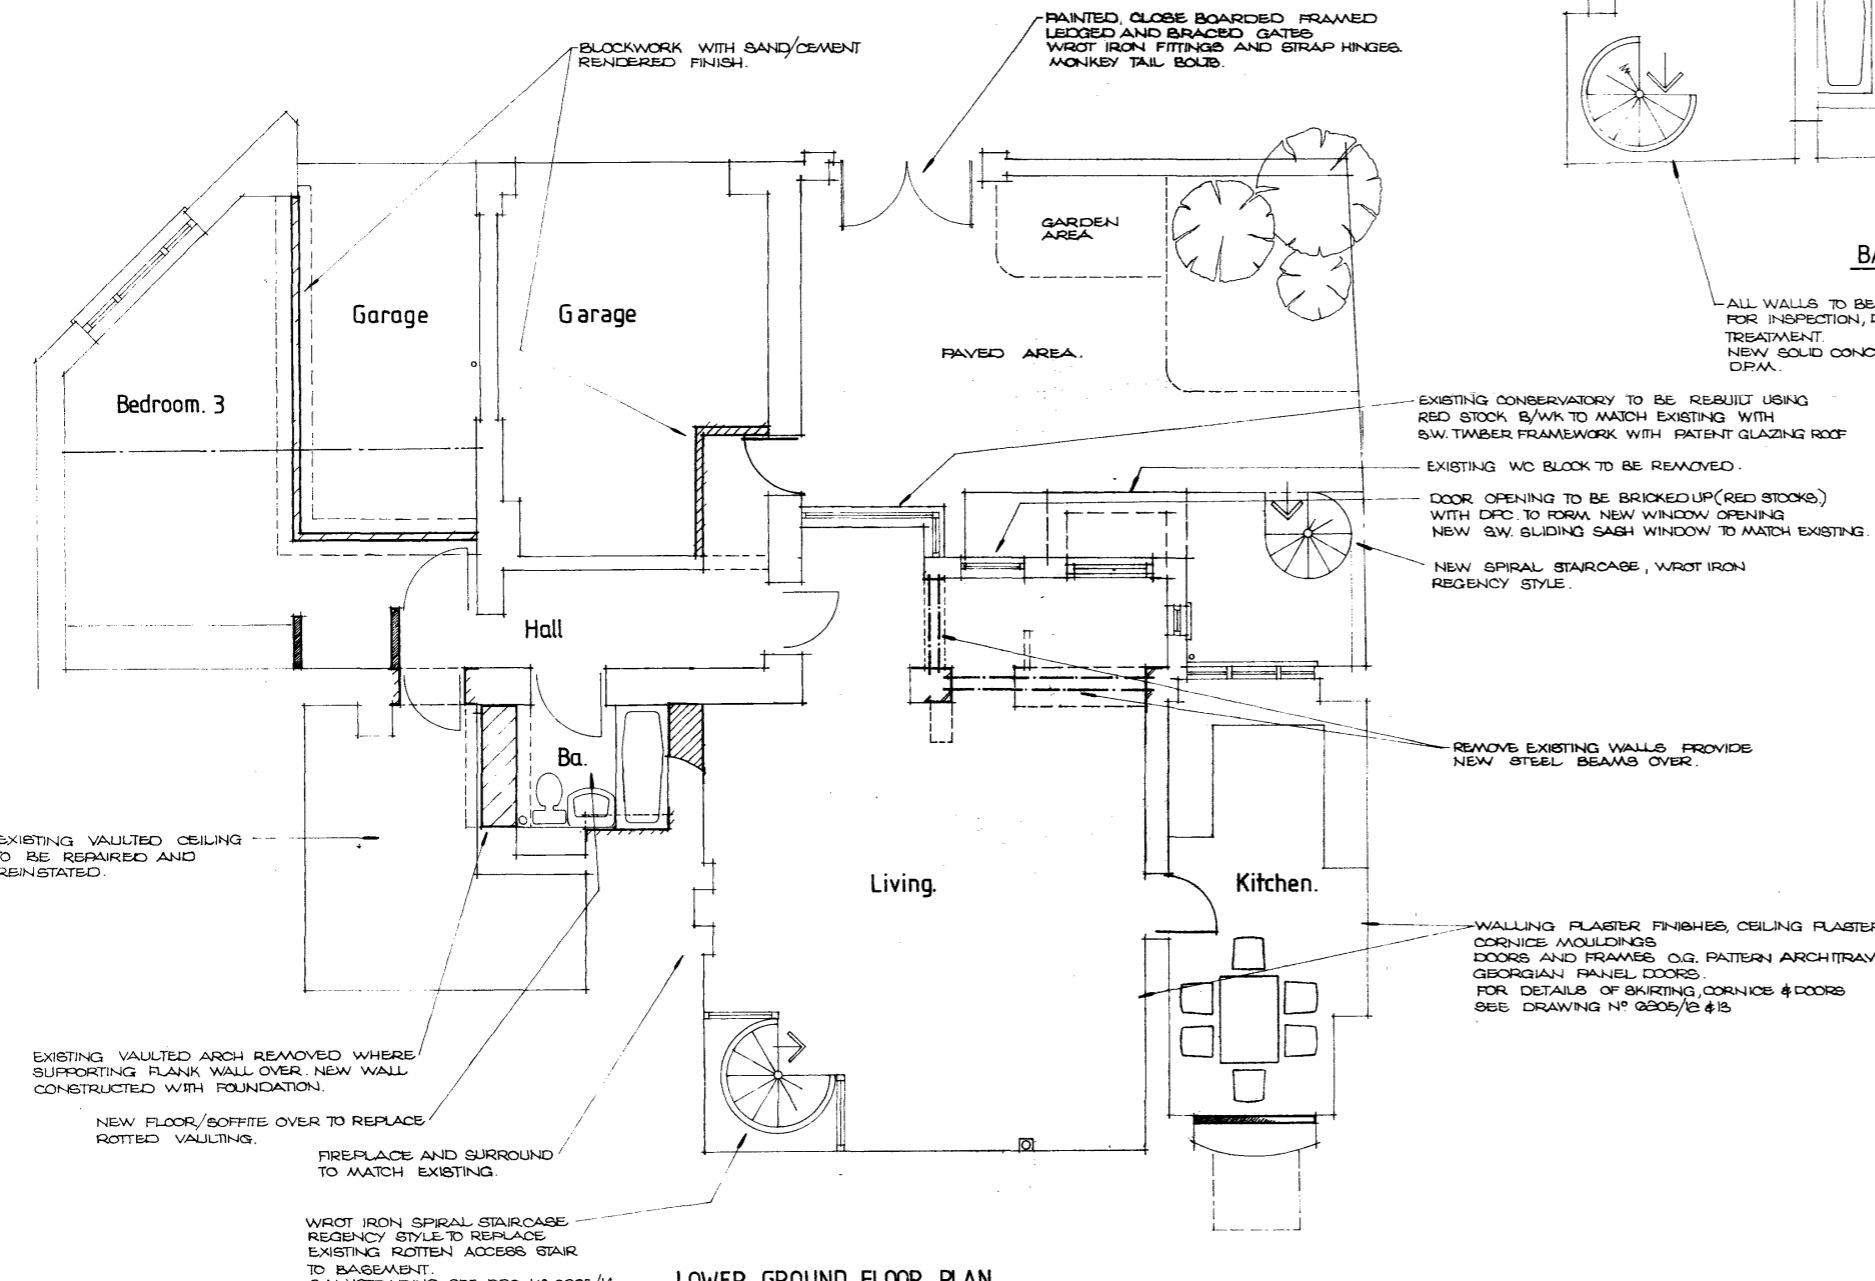 PAINTED, CLOSE BOARDED FRAMED
LEDGED AND BRACED GATES
WROT IRON FITTINGS AND STRAP HINGES.
MONKEY TAIL BOLTS.
BLOCKWORK WITH SAND/CEMENT
RENDERED FINISH.
GARDEN
AREA
BA
Garage
Garage
PAVED AREA.
ALL WALLS TO BE
FOR INSPECTION,
TREATMENT.
NEW SOLID CONC
D.P.M.
Bedroom. 3
EXISTING CONSERVATORY TO BE REBUILT USING
RED STOCK B/WK TO MATCH EXISTING WITH
S.W. TIMBER FRAMEWORK WITH PATENT GLAZING ROOF
EXISTING WC BLOCK TO BE REMOVED.
DOOR OPENING TO BE BRICKED UP (RED STOCKS)
WITH DPC. TO FORM NEW WINDOW OPENING
NEW S.W. SLIDING SASH WINDOW TO MATCH EXISTING.
NEW SPIRAL STAIRCASE, WROT IRON
REGENCY STYLE.
Hall
REMOVE EXISTING WALLS PROVIDE
NEW STEEL BEAMS OVER.
Ba.
EXISTING VAULTED CEILING
TO BE REPAIRED AND
REINSTATED.
Living.
Kitchen.
WALLING PLASTER FINISHES, CEILING PLASTER
CORNICE MOULDINGS
DOORS AND FRAMES O.G. PATTERN ARCHITRAV
GEORGIAN PANEL DOORS.
FOR DETAILS OF SKIRTING, CORNICE & DOORS
SEE DRAWING Nº
EXISTING VAULTED ARCH REMOVED WHERE
SUPPORTING FLANK WALL OVER. NEW WALL
CONSTRUCTED WITH FOUNDATION.
NEW FLOOR/SOFFITE OVER TO REPLACE
ROTTED VAULTING.
FIREPLACE AND SURROUND
TO MATCH EXISTING.
WROT IRON SPIRAL STAIRCASE
REGENCY STYLE TO REPLACE
EXISTING ROTTEN ACCESS STAIR
TO BASEMENT.
LOWER GROUND FLOOR PLAN